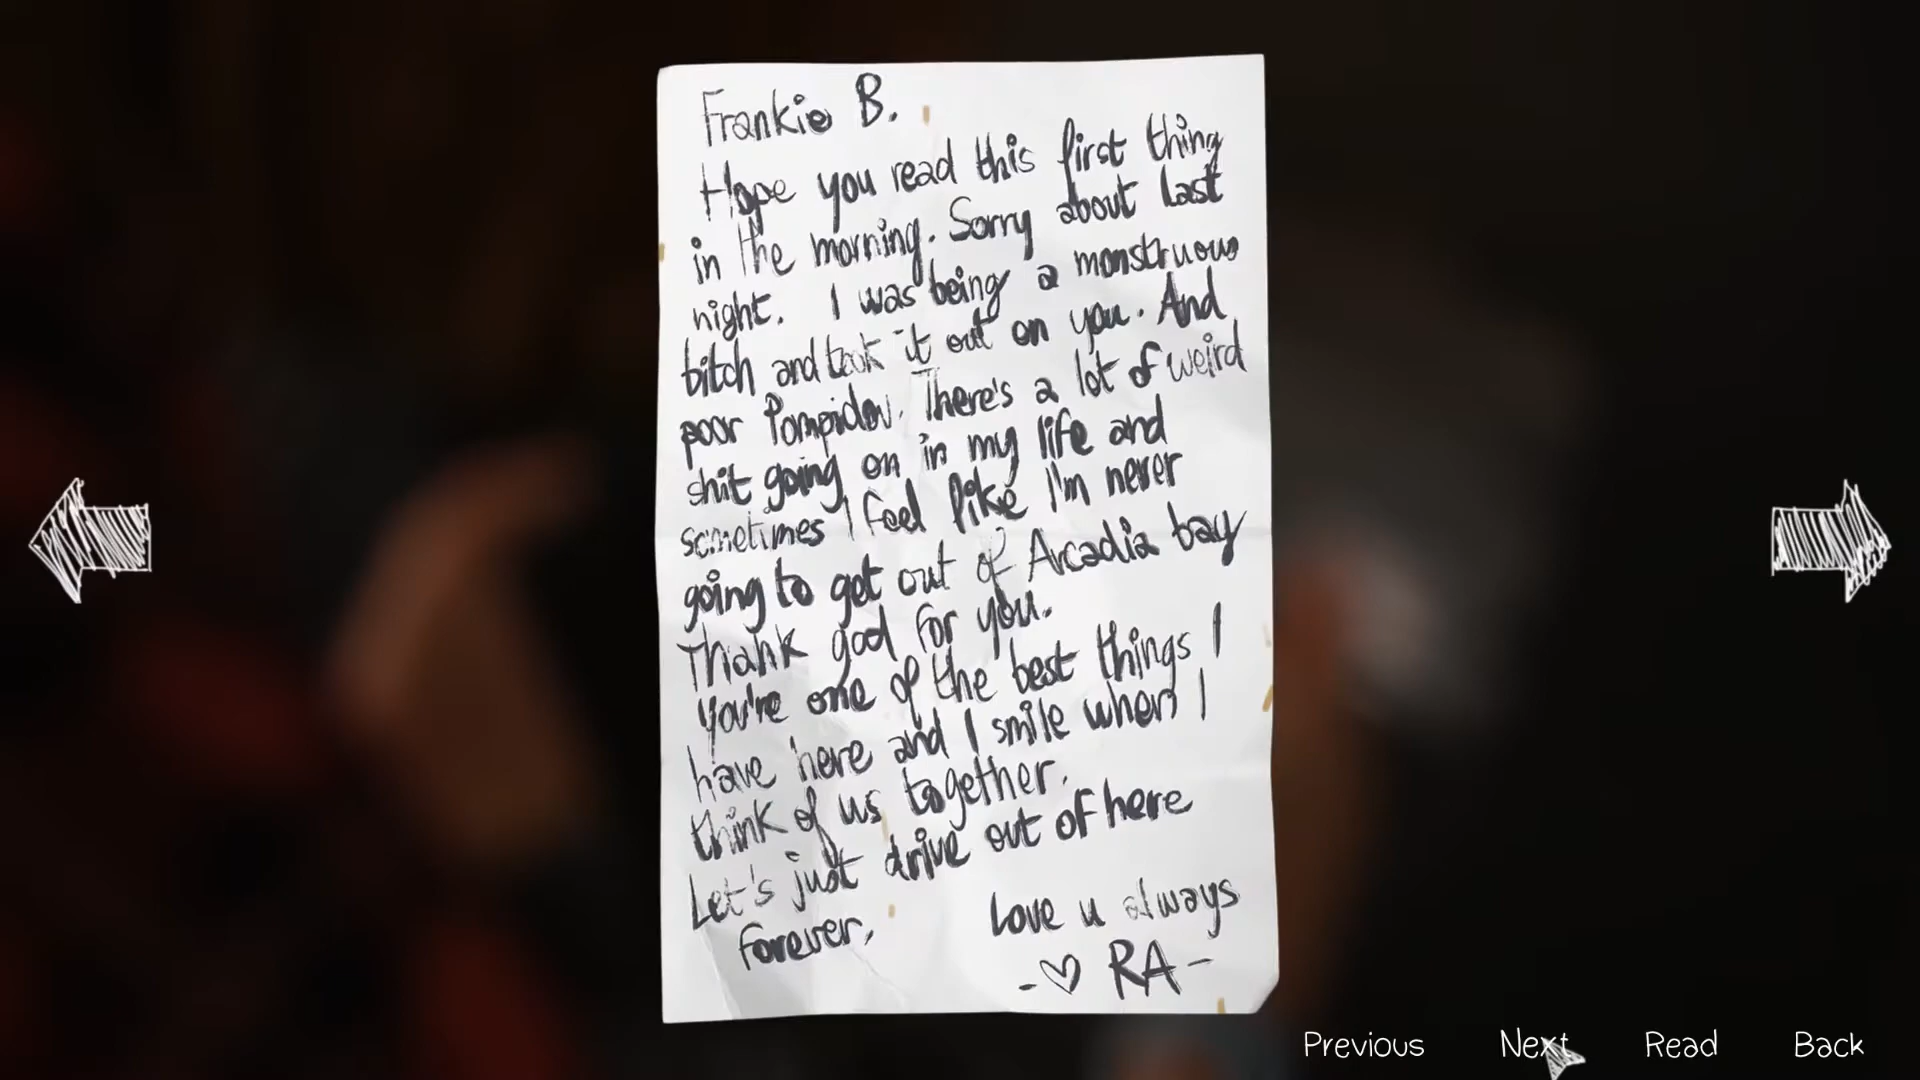 Frankie B.
Hope you read this first thing
in the morning. Sorry about last
night. I was being a monstruous
bitch and took it out on you. And
poor Pompidou. There's a lot of weird
shit going on in my life and
sometimes I feel like I'm never
going to get out of Arcadia bay
Thank god for you.
You're one of the best things I
have here and I smile when I
think of us together.
Let's just drive out of here
forever,
Love u always
-♡ RA-
Previous Next Read Back